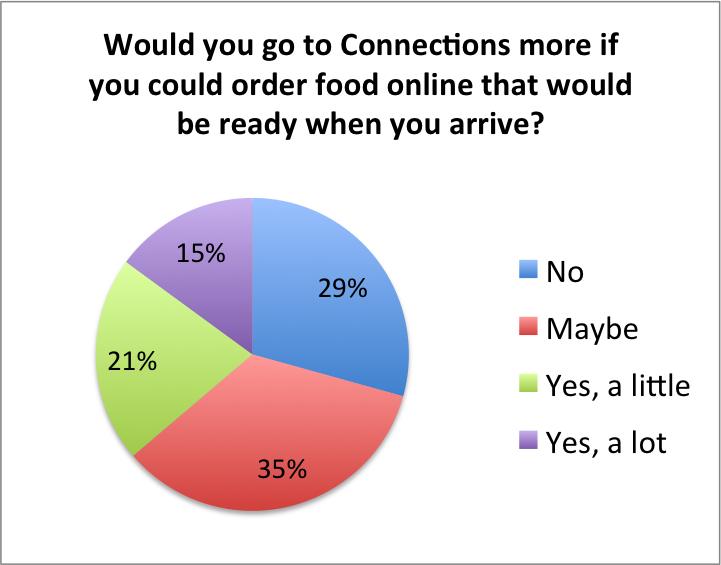 Would you go to Connections more if
you could order food online that would
be ready when you arrive?
15%
29%
21%
35%
No
Maybe
Yes, a little
Yes, a lot